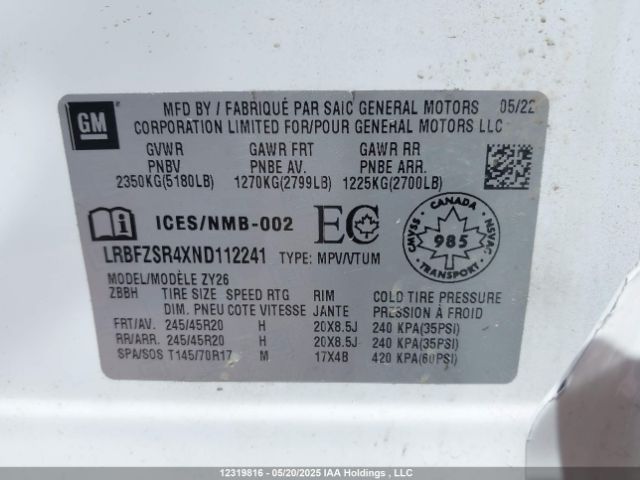 GM
MFD BY / FABRIQUÉ PAR SAIC GENERAL MOTORS 05/22
CORPORATION LIMITED FOR/POUR GENERAL MOTORS LLC
GVWR GAWR FRT GAWR RR
PNBV PNBE AV. PNBE ARR.
2350KG(5180LB) 1270KG(2799LB) 1225KG(2700LB)
ICES/NMB-002 EC
CANADA CMVSS 985 NSVAC TRANSPORT
LRBFZSR4XND112241 TYPE: MPV/VTUM
MODEL/MODÈLE ZY26
ZBBH TIRE SIZE SPEED RTG RIM COLD TIRE PRESSURE
DIM. PNEU COTE VITESSE JANTE PRESSION À FROID
FRT/AV. 245/45R20 H 20X8.5J 240 KPA(35PSI)
RR/ARR. 245/45R20 H 20X8.5J 240 KPA(35PSI)
SPA/SOS T145/70R17 M 17X4B 420 KPA(60PSI)
12319816 - 05/20/2025 IAA Holdings , LLC